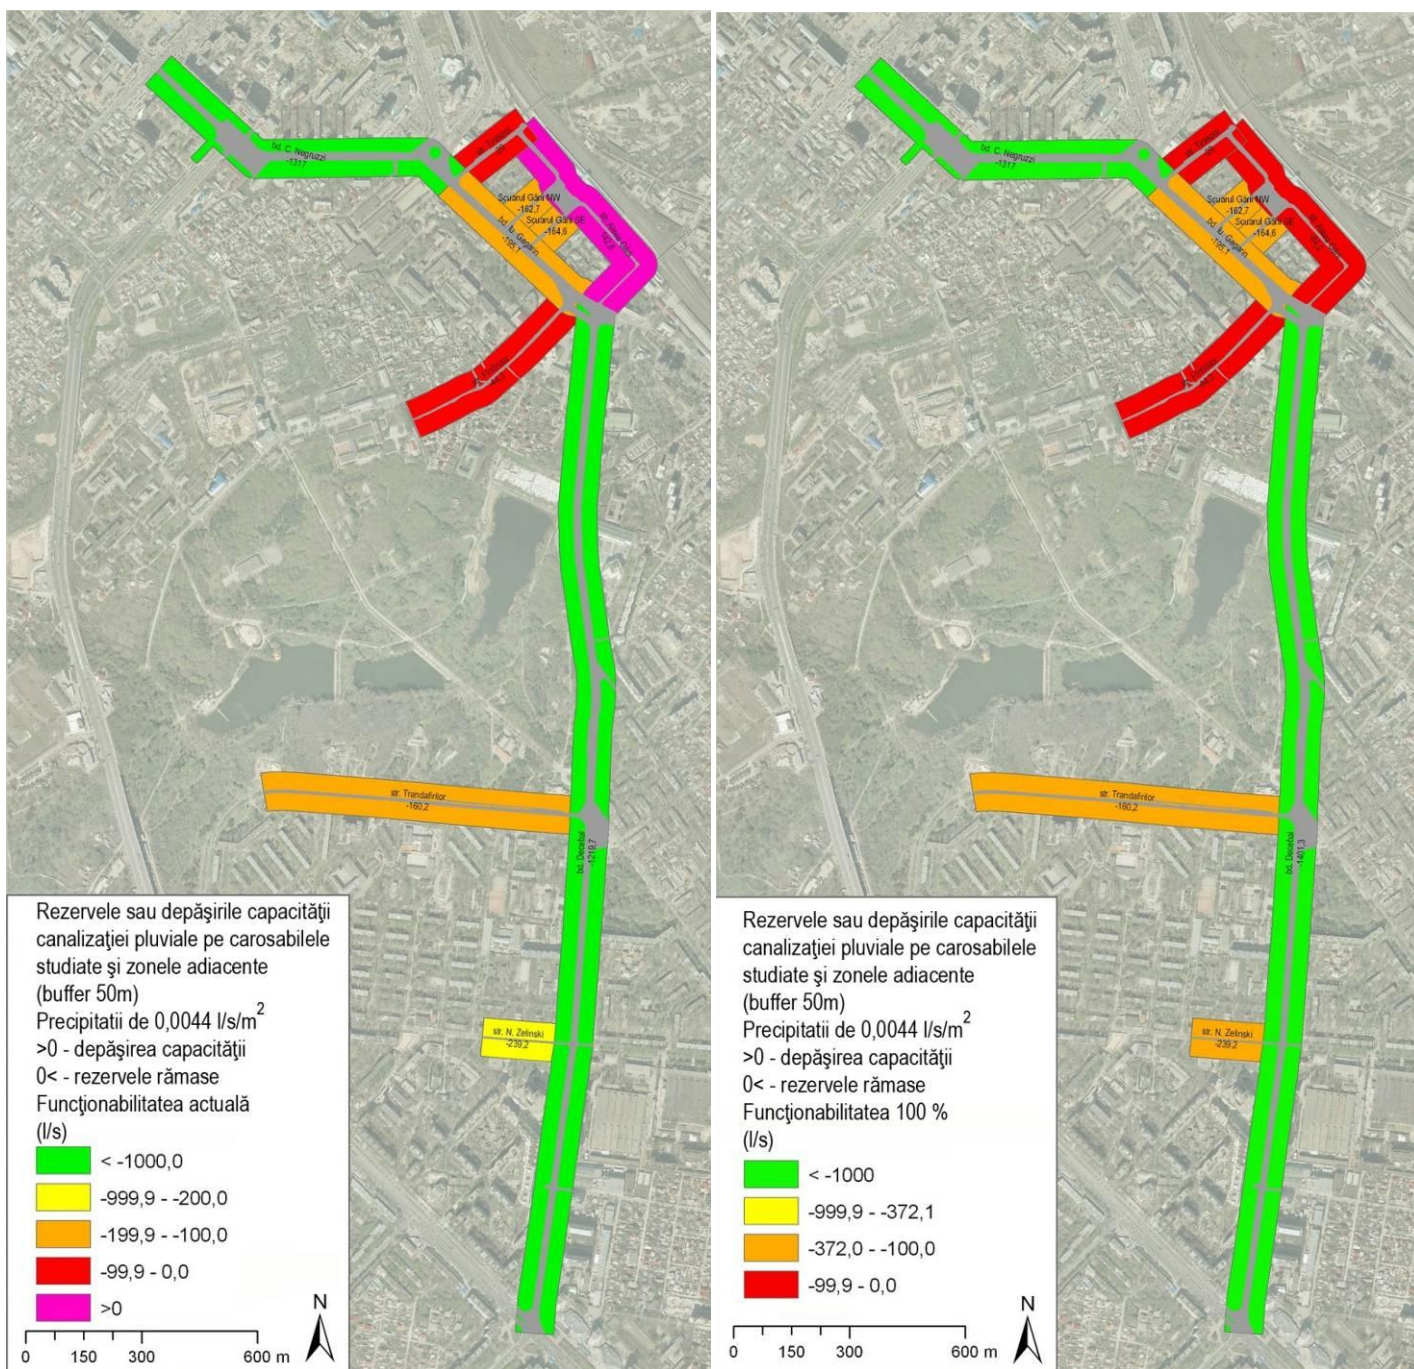 bd. C. Negruzzi
-1317
Scuarul Gării NW
-162,7
Scuarul Gării SE
-164,6
bd. Iu. Gagarin
-195,1
str. Trandafirilor
-160,2
bd. Decebal
-1219,7
str. N. Zelinski
-239,2
Rezervele sau depăşirile capacităţii
canalizaţiei pluviale pe carosabilele
studiate şi zonele adiacente
(buffer 50m)
Precipitatii de 0,0044 l/s/m²
>0 - depăşirea capacităţii
0< - rezervele rămase
Funcţionabilitatea actuală
(l/s)
< -1000,0
-999,9 - -200,0
-199,9 - -100,0
-99,9 - 0,0
>0
N
0 150 300 600 m
bd. C. Negruzzi
-1317
Scuarul Gării NW
-162,7
Scuarul Gării SE
-164,6
bd. Iu. Gagarin
-195,1
str. Trandafirilor
-160,2
bd. Decebal
-1401,3
str. N. Zelinski
-239,2
Rezervele sau depăşirile capacităţii
canalizaţiei pluviale pe carosabilele
studiate şi zonele adiacente
(buffer 50m)
Precipitatii de 0,0044 l/s/m²
>0 - depăşirea capacităţii
0< - rezervele rămase
Funcţionabilitatea 100 %
(l/s)
< -1000
-999,9 - -372,1
-372,0 - -100,0
-99,9 - 0,0
N
0 150 300 600 m